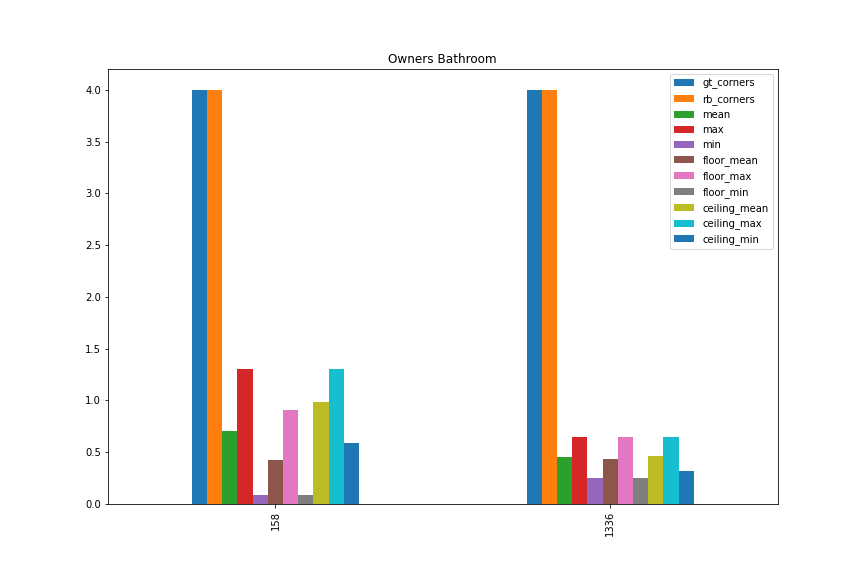 Owners Bathroom
4.0
3.5
3.0
2.5
2.0
1.5
1.0
0.5
0.0
158
1336
gt_corners
rb_corners
mean
max
min
floor_mean
floor_max
floor_min
ceiling_mean
ceiling_max
ceiling_min